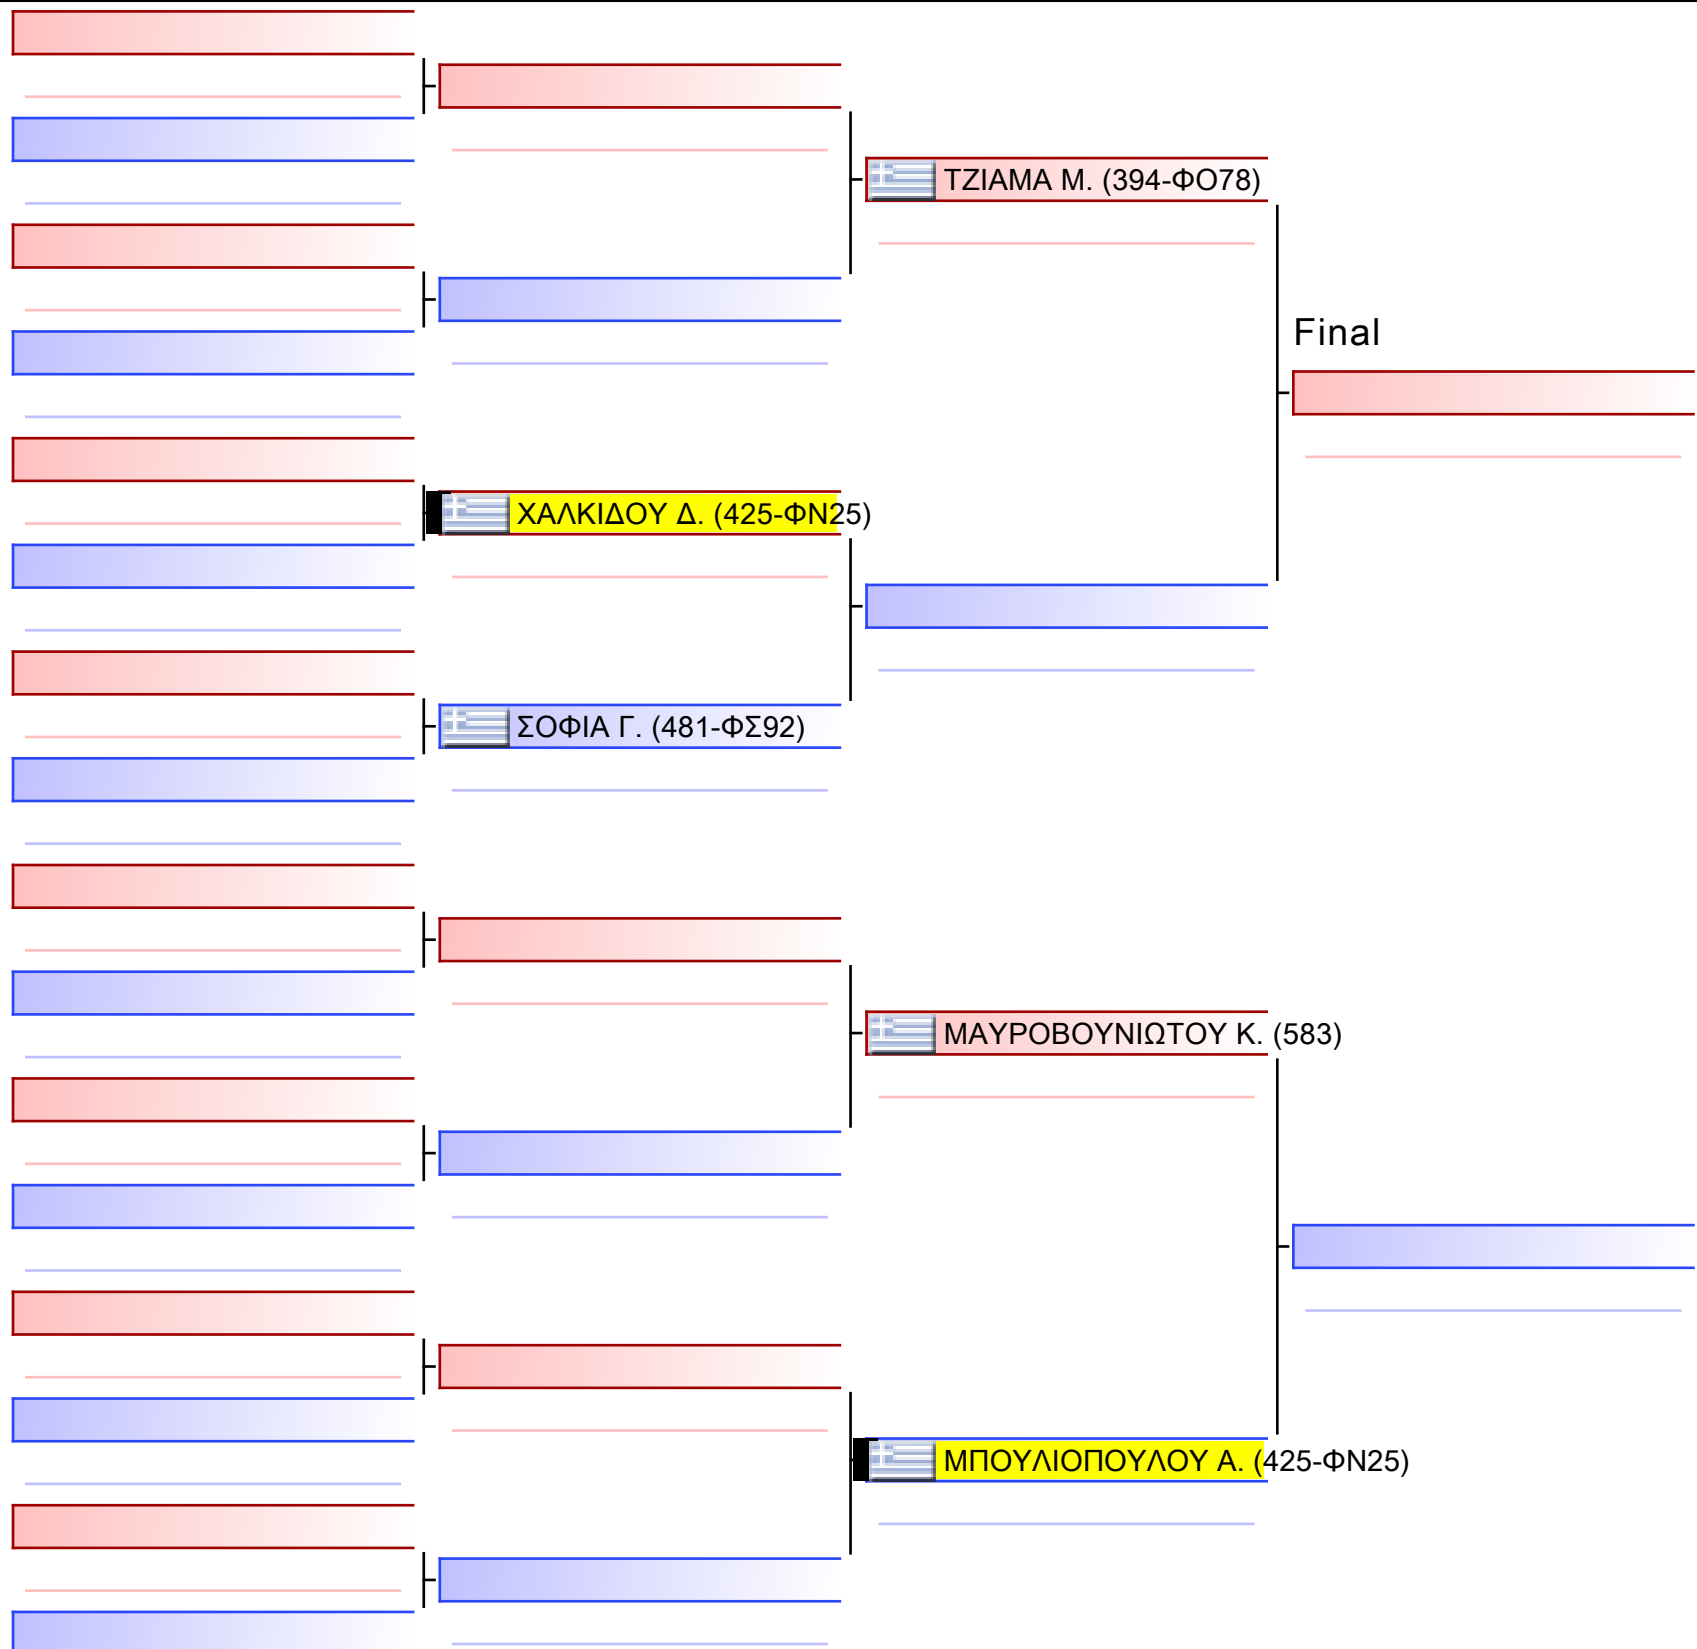 ΤΖΙΑΜΑ Μ. (394-ΦΟ78)
Final
ΧΑΛΚΙΔΟΥ Δ. (425-ΦΝ25)
ΣΟΦΙΑ Γ. (481-ΦΣ92)
ΜΑΥΡΟΒΟΥΝΙΩΤΟΥ Κ. (583)
ΜΠΟΥΛΙΟΠΟΥΛΟΥ Α. (425-ΦΝ25)